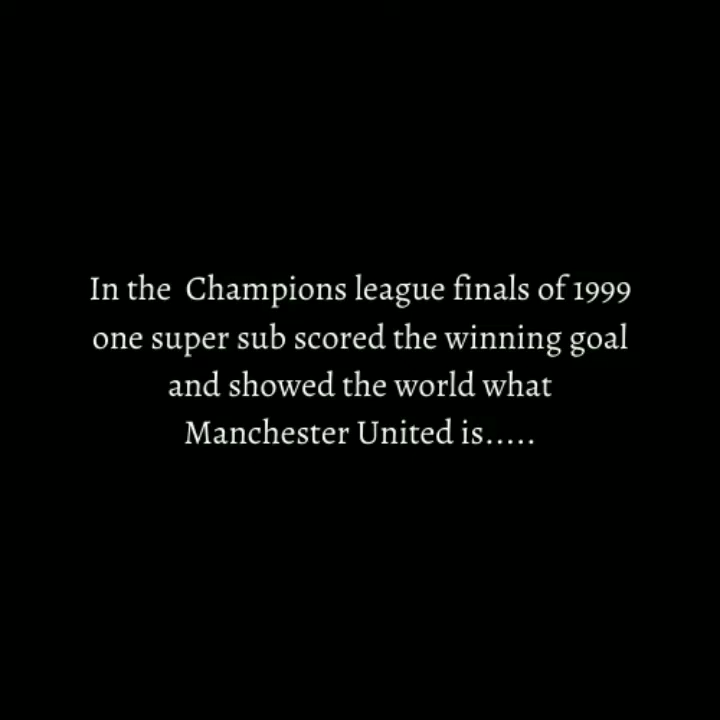 In the  Champions league finals of 1999
one super sub scored the winning goal
and showed the world what
Manchester United is.....